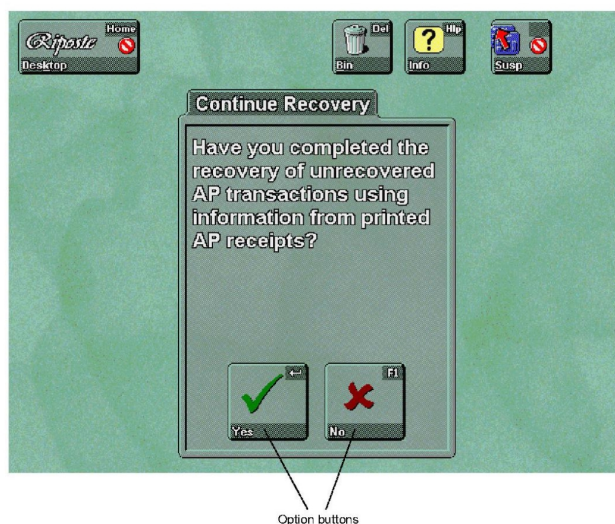 Riposte
Home
Desktop
Del
Bin
Hlp
?
Info
Susp
Continue Recovery
Have you completed the
recovery of unrecovered
AP transactions using
information from printed
AP receipts?
Yes
F1
No
Option buttons